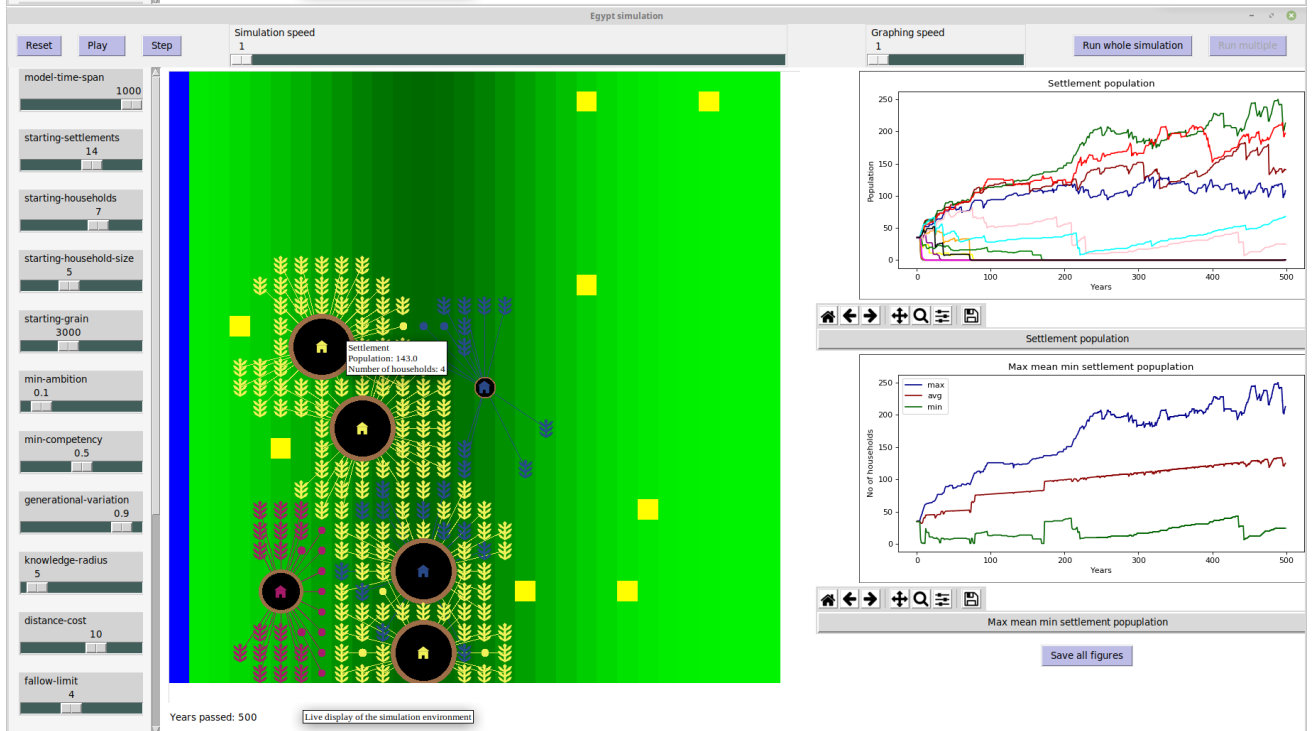 Egypt simulation
Reset
Play
Step
Simulation speed
1
Graphing speed
1
Run whole simulation
Run multiple
model-time-span
1000
starting-settlements
14
starting-households
7
starting-household-size
5
starting-grain
3000
min-ambition
0.1
min-competency
0.5
generational-variation
0.9
knowledge-radius
5
distance-cost
10
fallow-limit
4
Settlement
Population: 143.0
Number of households: 4
Years passed: 500
Live display of the simulation environment
Settlement population
Population
250
200
150
100
50
0
0 100 200 300 400 500
Years
Settlement population
Max mean min settlement popupulation
No of households
max
avg
min
250
200
150
100
50
0
0 100 200 300 400 500
Years
Max mean min settlement popupulation
Save all figures